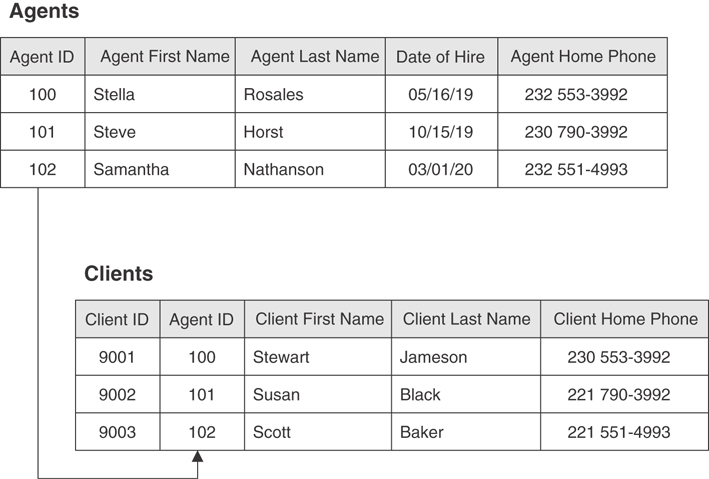 Agents
Agent ID Agent First Name Agent Last Name Date of Hire Agent Home Phone
100 Stella Rosales 05/16/19 232 553-3992
101 Steve Horst 10/15/19 230 790-3992
102 Samantha Nathanson 03/01/20 232 551-4993
Clients
Client ID Agent ID Client First Name Client Last Name Client Home Phone
9001 100 Stewart Jameson 230 553-3992
9002 101 Susan Black 221 790-3992
9003 102 Scott Baker 221 551-4993